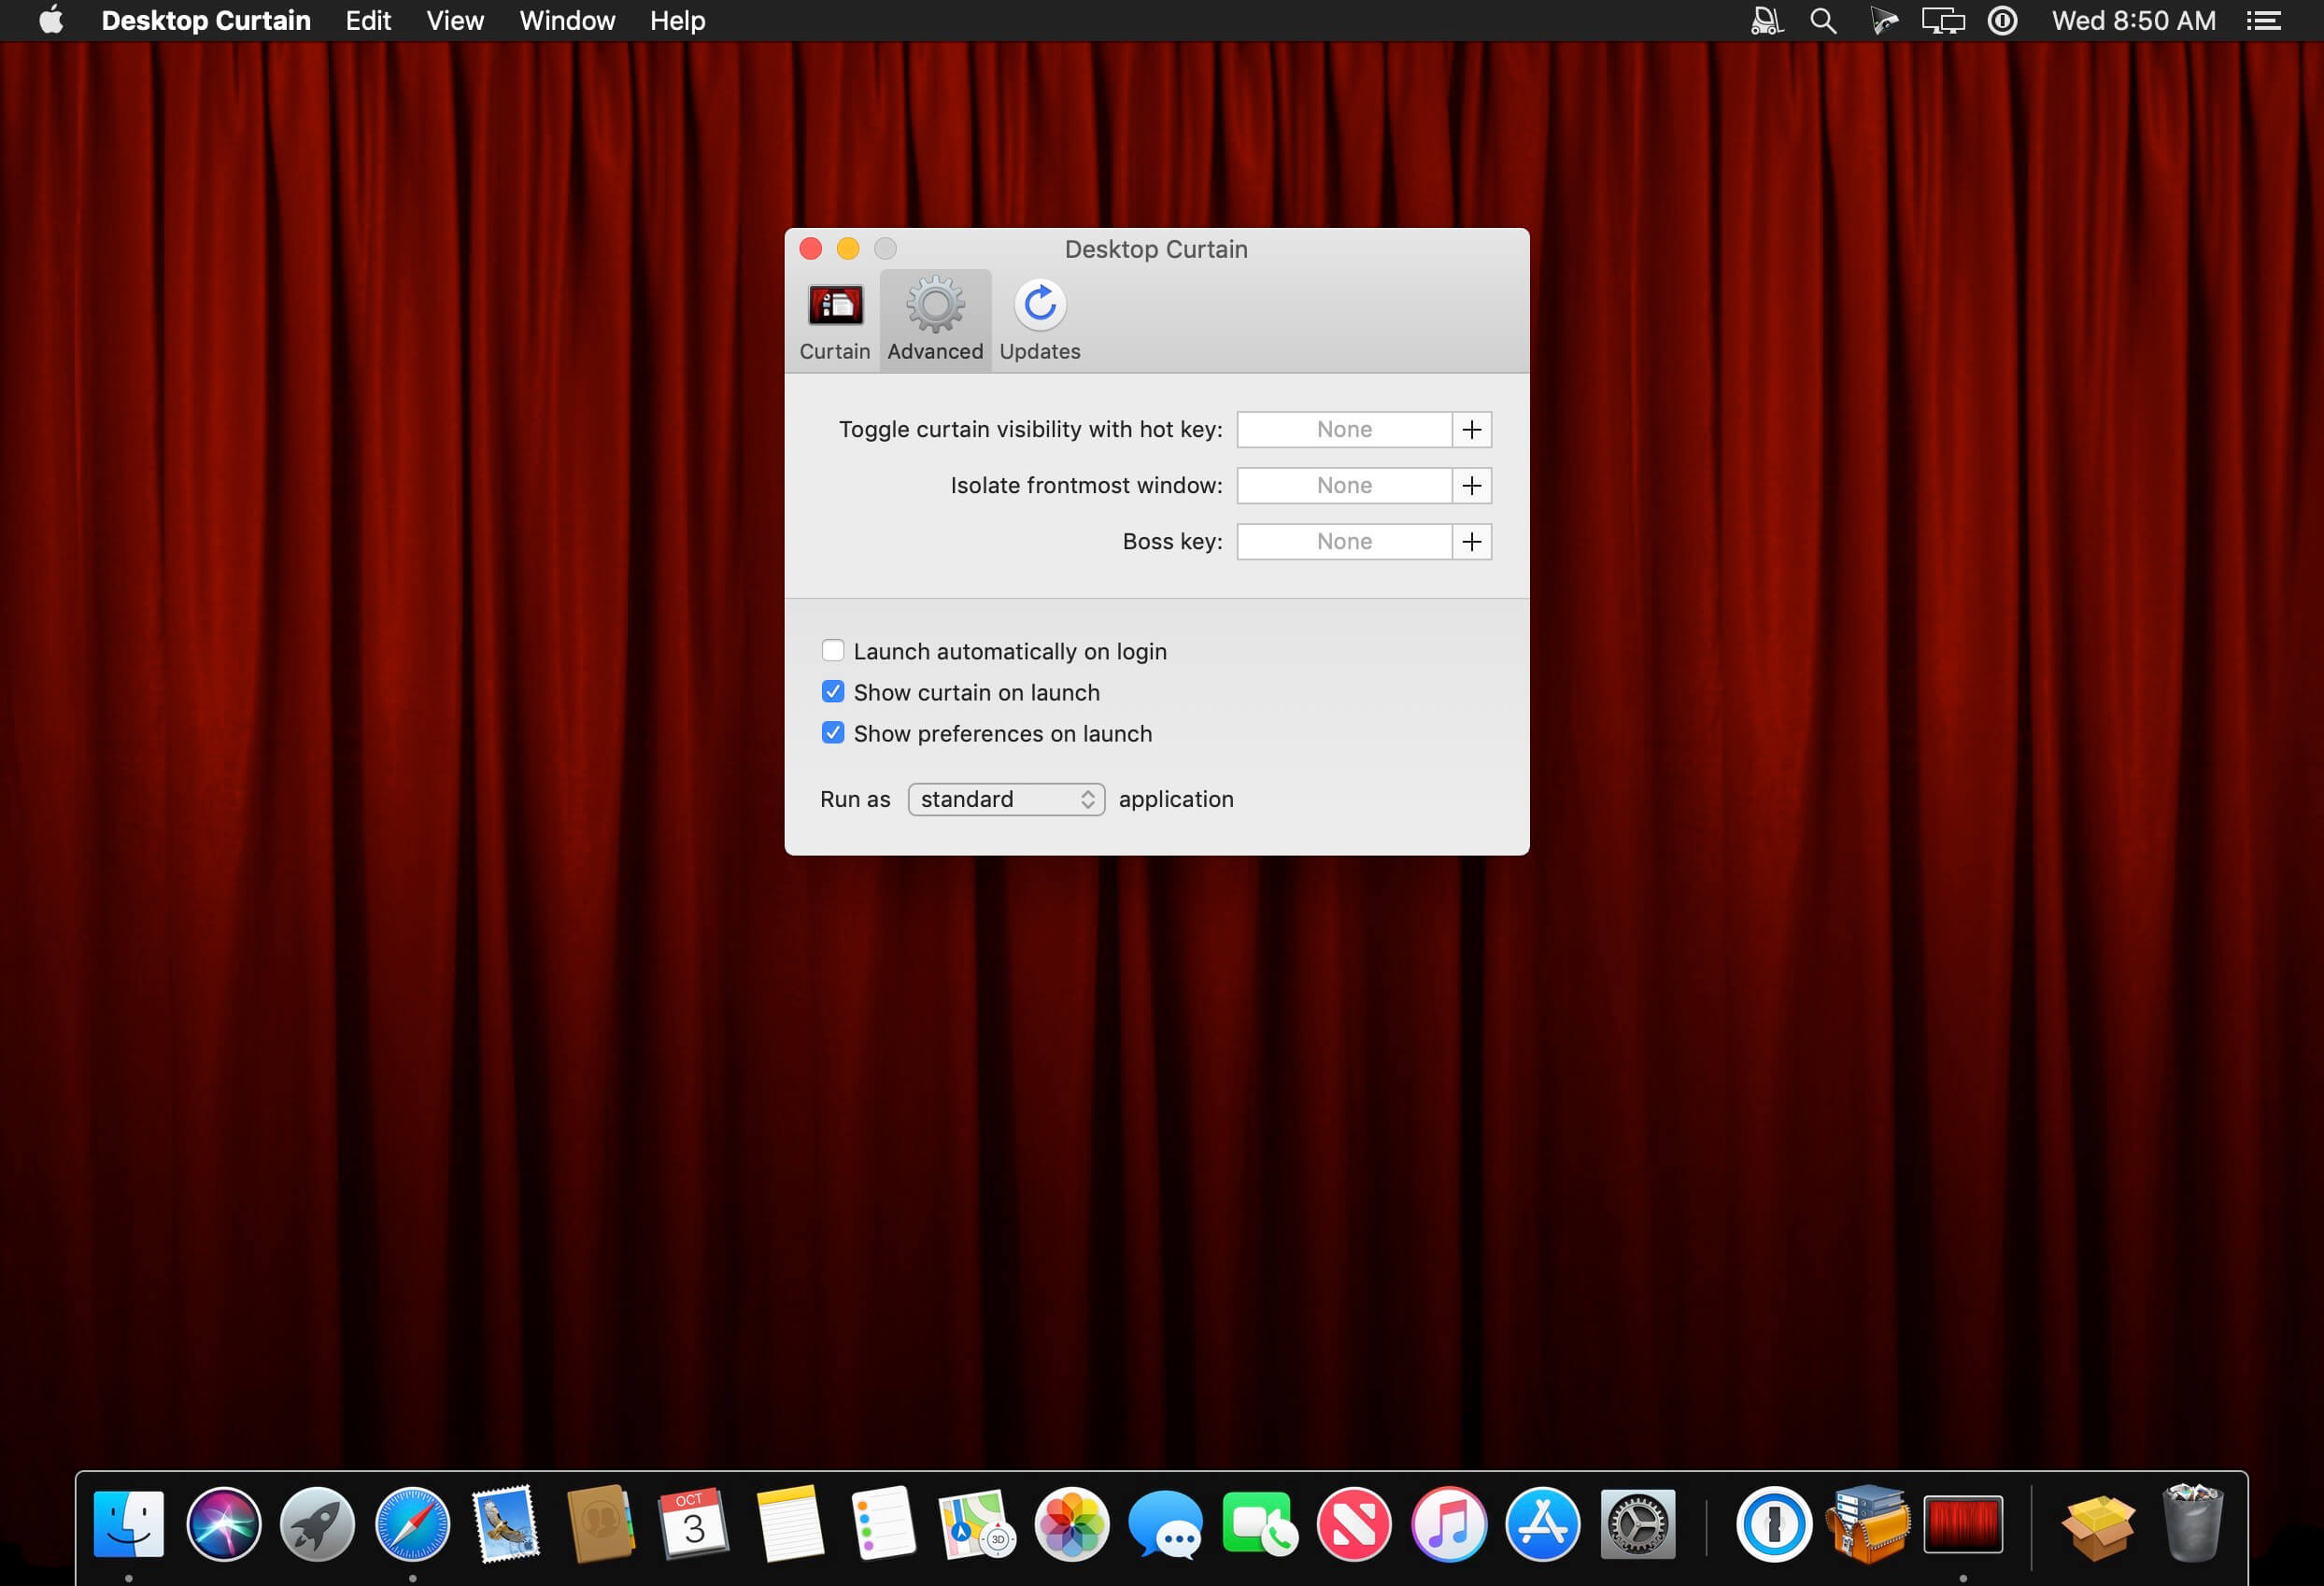 Desktop Curtain Edit View Window Help Wed 8:50 AM
Desktop Curtain
Curtain Advanced Updates
Toggle curtain visibility with hot key: None
Isolate frontmost window: None
Boss key: None
Launch automatically on login
Show curtain on launch
Show preferences on launch
Run as standard application
OCT
3
3D